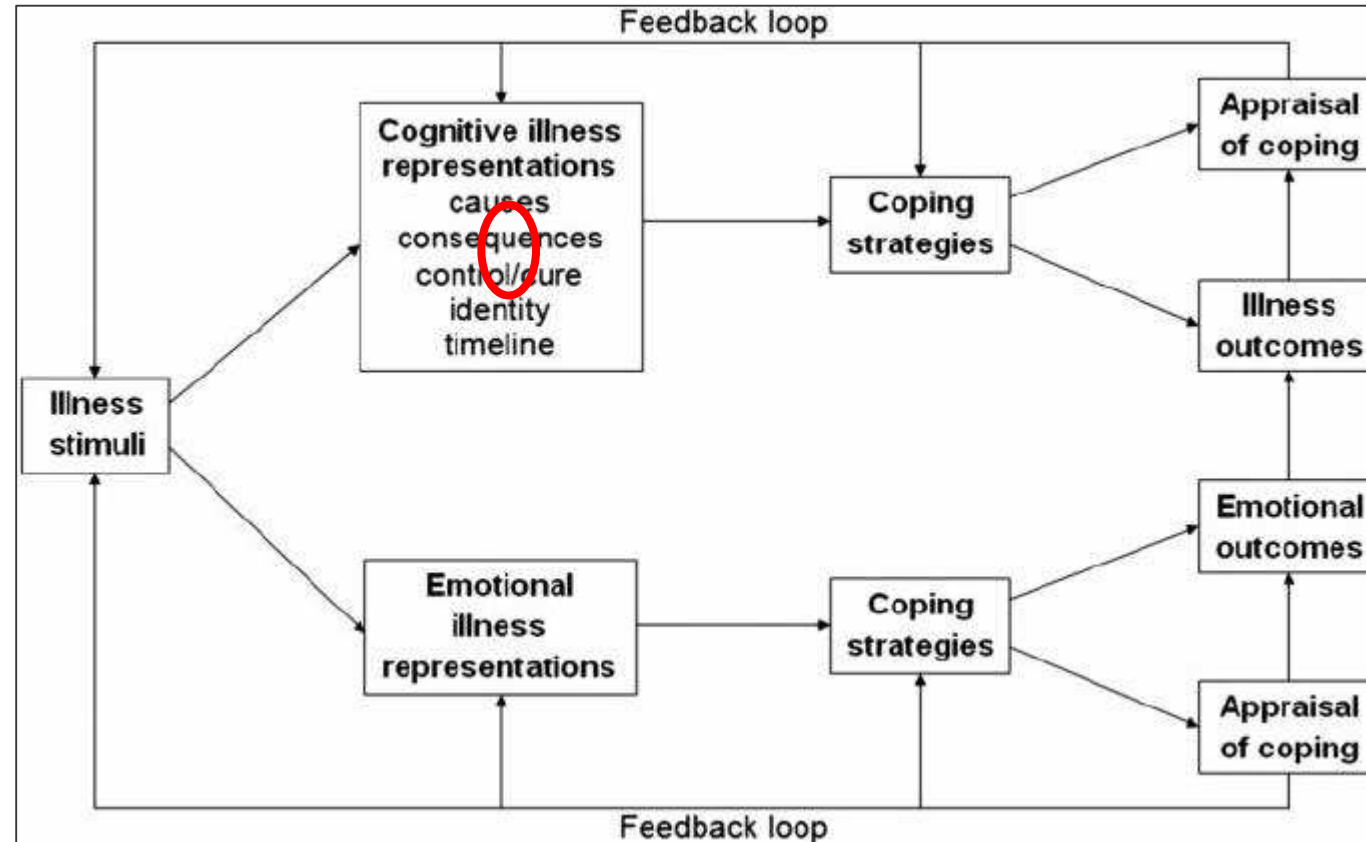 Feedback loop
Cognitive illness
representations
causes
consequences
control/cure
identity
timeline
Coping
strategies
Appraisal
of coping
Illness
outcomes
Illness
stimuli
Emotional
illness
representations
Coping
strategies
Emotional
outcomes
Appraisal
of coping
Feedback loop